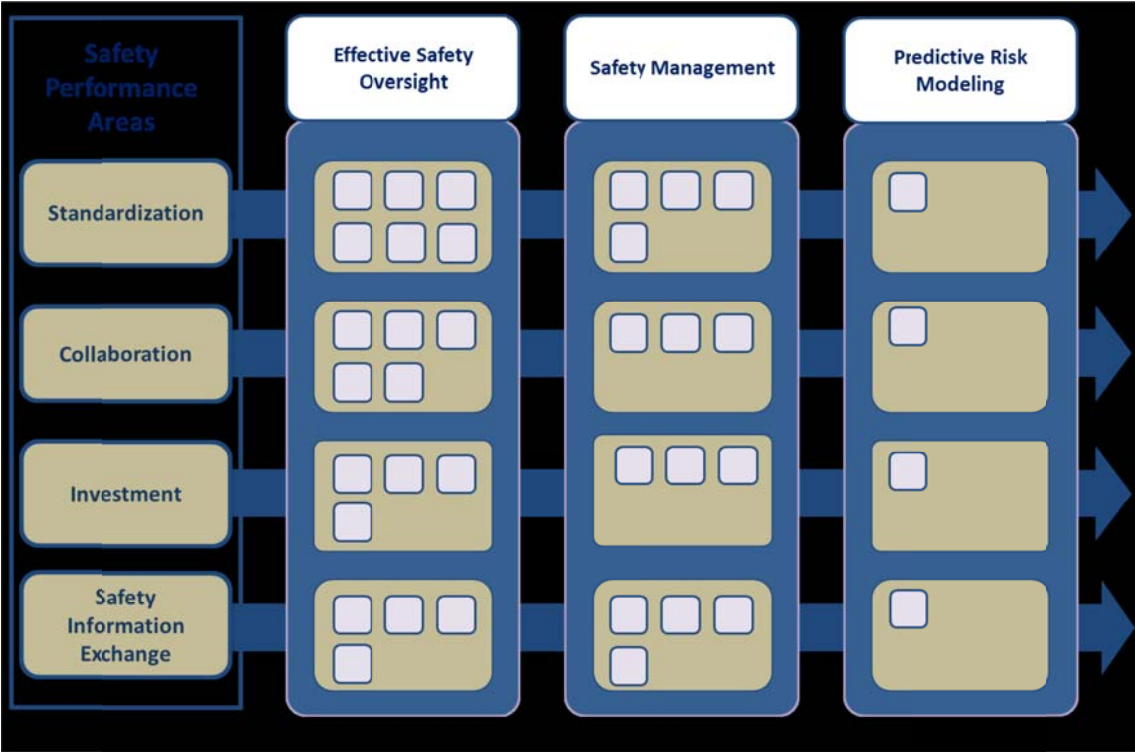 Safety
Performance
Areas
Effective Safety
Oversight
Safety Management
Predictive Risk
Modeling
Standardization
Collaboration
Investment
Safety
Information
Exchange